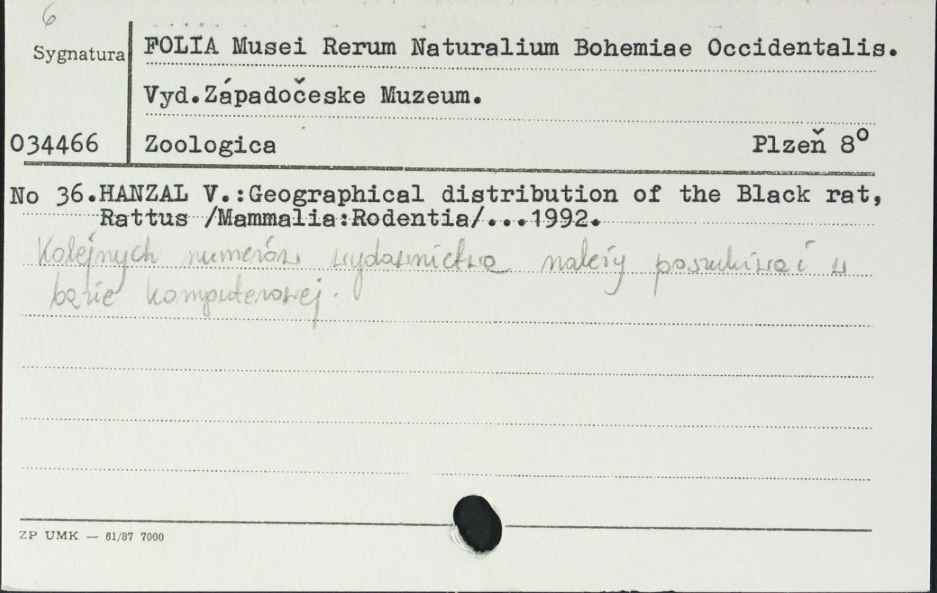 6
Sygnatura
FOLIA Musei Rerum Naturalium Bohemiae Occidentalis.
Vyd.Západočeske Muzeum.
034466
Zoologica Plzeň 8º
No 36.HANZAL V.:Geographical distribution of the Black rat,
Rattus /Mammalia:Rodentia/...1992.
Kolejnych numerów wydawnictwa należy poszukiwać w
bazie komputerowej.
ZP UMK — 61/87 7000